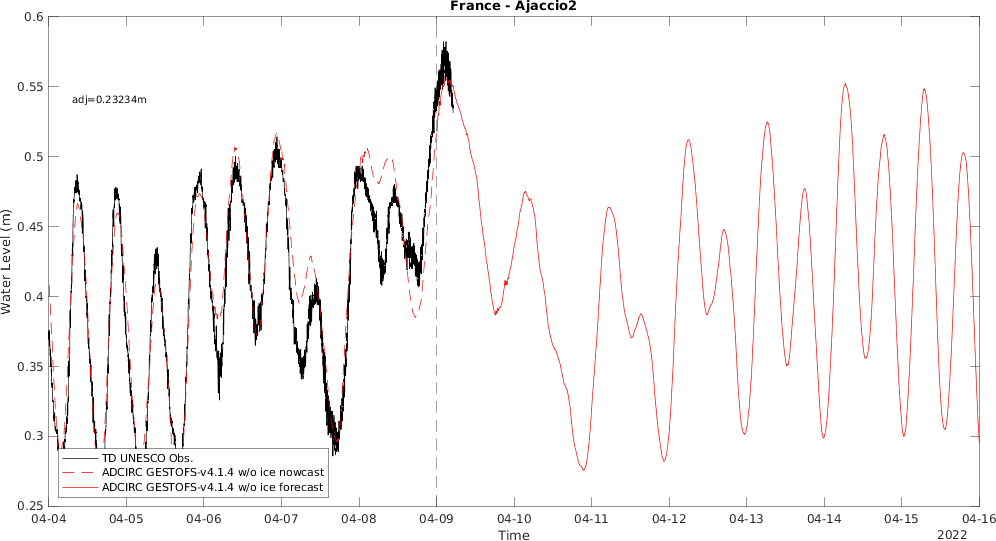 France - Ajaccio2
0.6
0.55
0.5
0.45
0.4
0.35
0.3
0.25
Water Level (m)
adj=0.23234m
TD UNESCO Obs.
ADCIRC GESTOFS-v4.1.4 w/o ice nowcast
ADCIRC GESTOFS-v4.1.4 w/o ice forecast
04-04 04-05 04-06 04-07 04-08 04-09 04-10 04-11 04-12 04-13 04-14 04-15 04-16
Time
2022